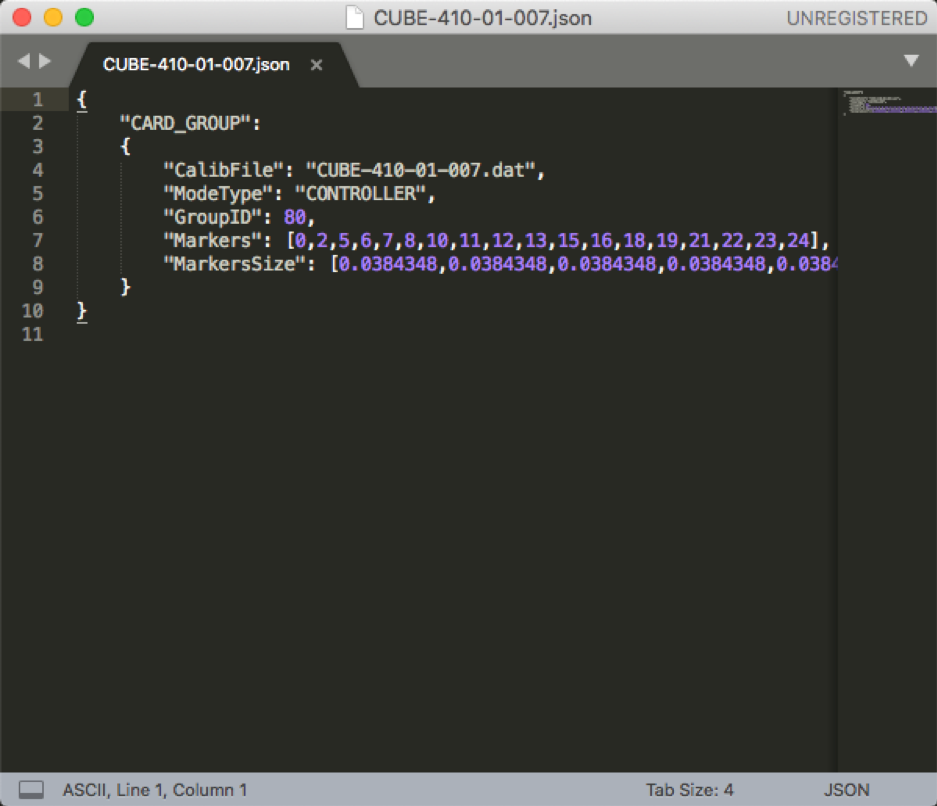 CUBE-410-01-007.json
UNREGISTERED
CUBE-410-01-007.json ×
1 {
2 "CARD_GROUP":
3 {
4 "CalibFile": "CUBE-410-01-007.dat",
5 "ModeType": "CONTROLLER",
6 "GroupID": 80,
7 "Markers": [0,2,5,6,7,8,10,11,12,13,15,16,18,19,21,22,23,24],
8 "MarkersSize": [0.0384348,0.0384348,0.0384348,0.0384348,0.0384
9 }
10 }
11
ASCII, Line 1, Column 1
Tab Size: 4
JSON